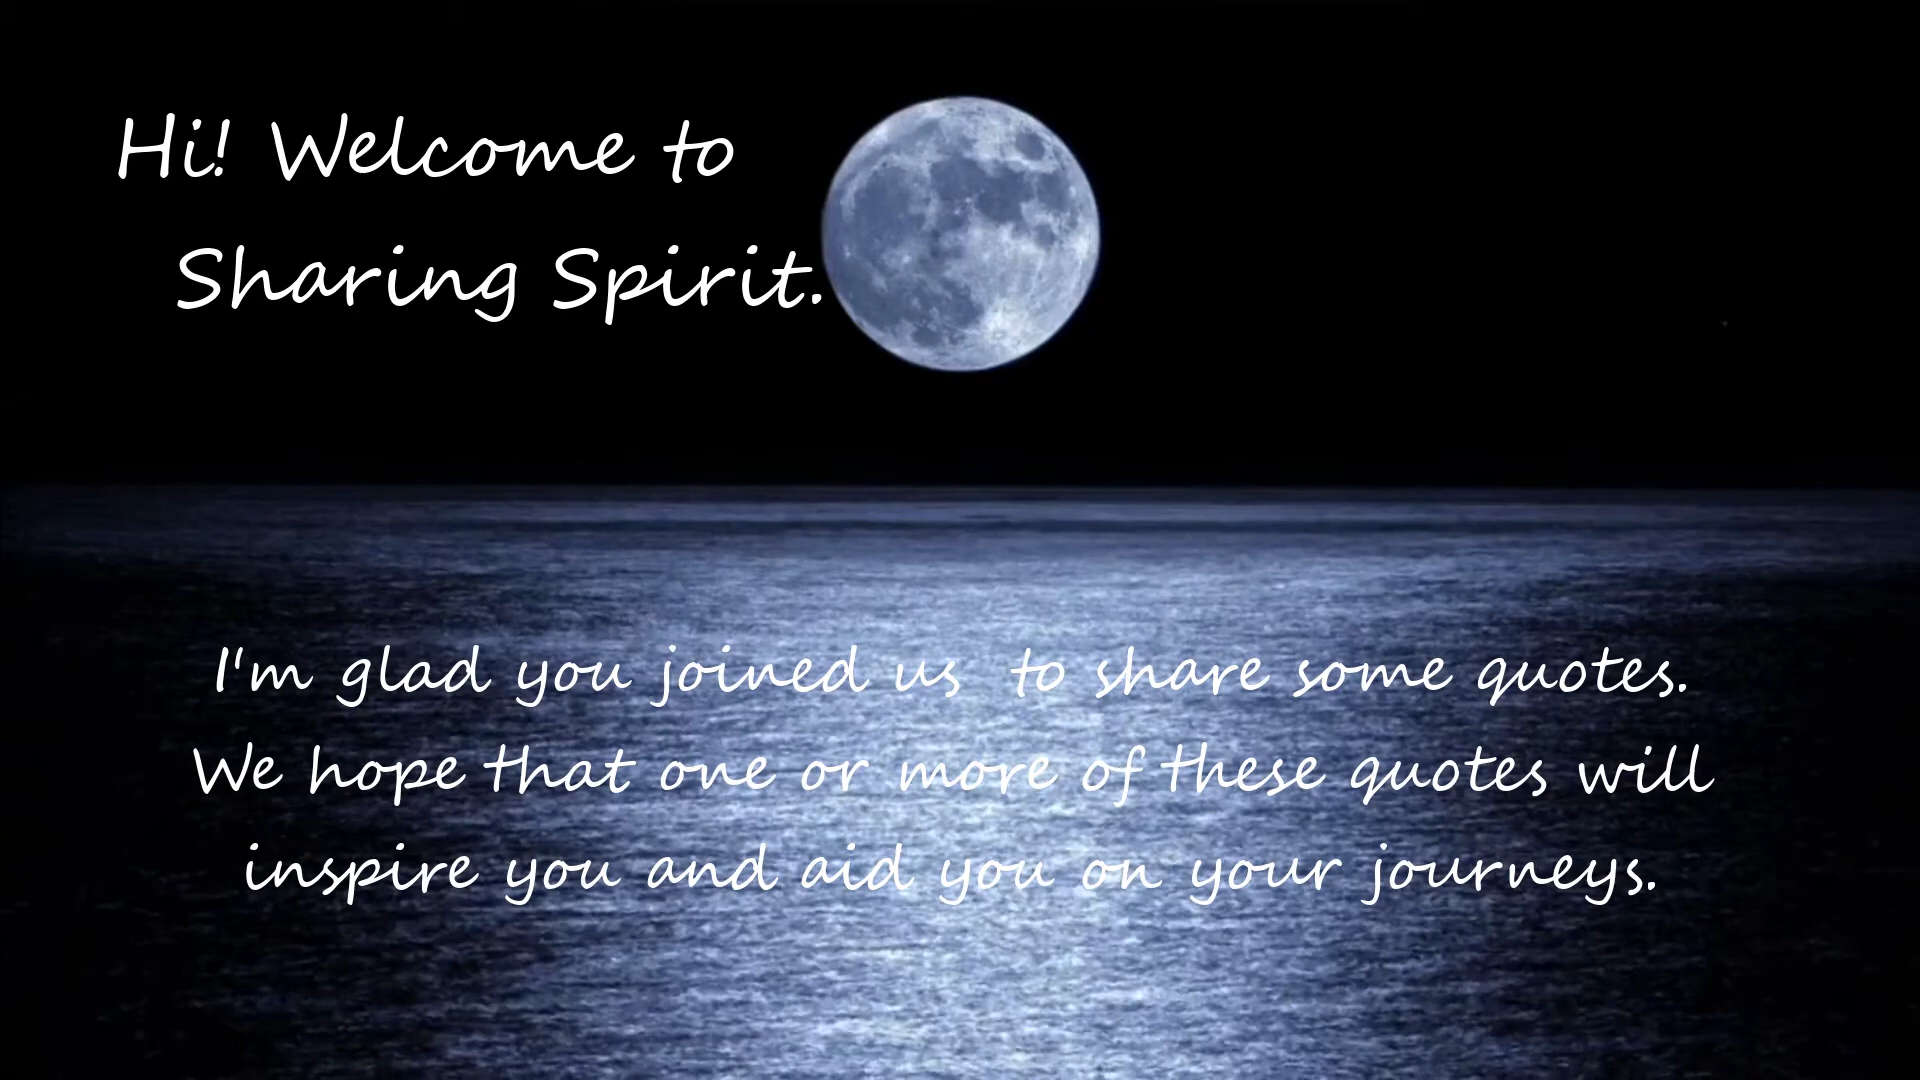 Hi! Welcome to
Sharing Spirit.
I'm glad you joined us to share some quotes.
We hope that one or more of these quotes will
inspire you and aid you on your journeys.